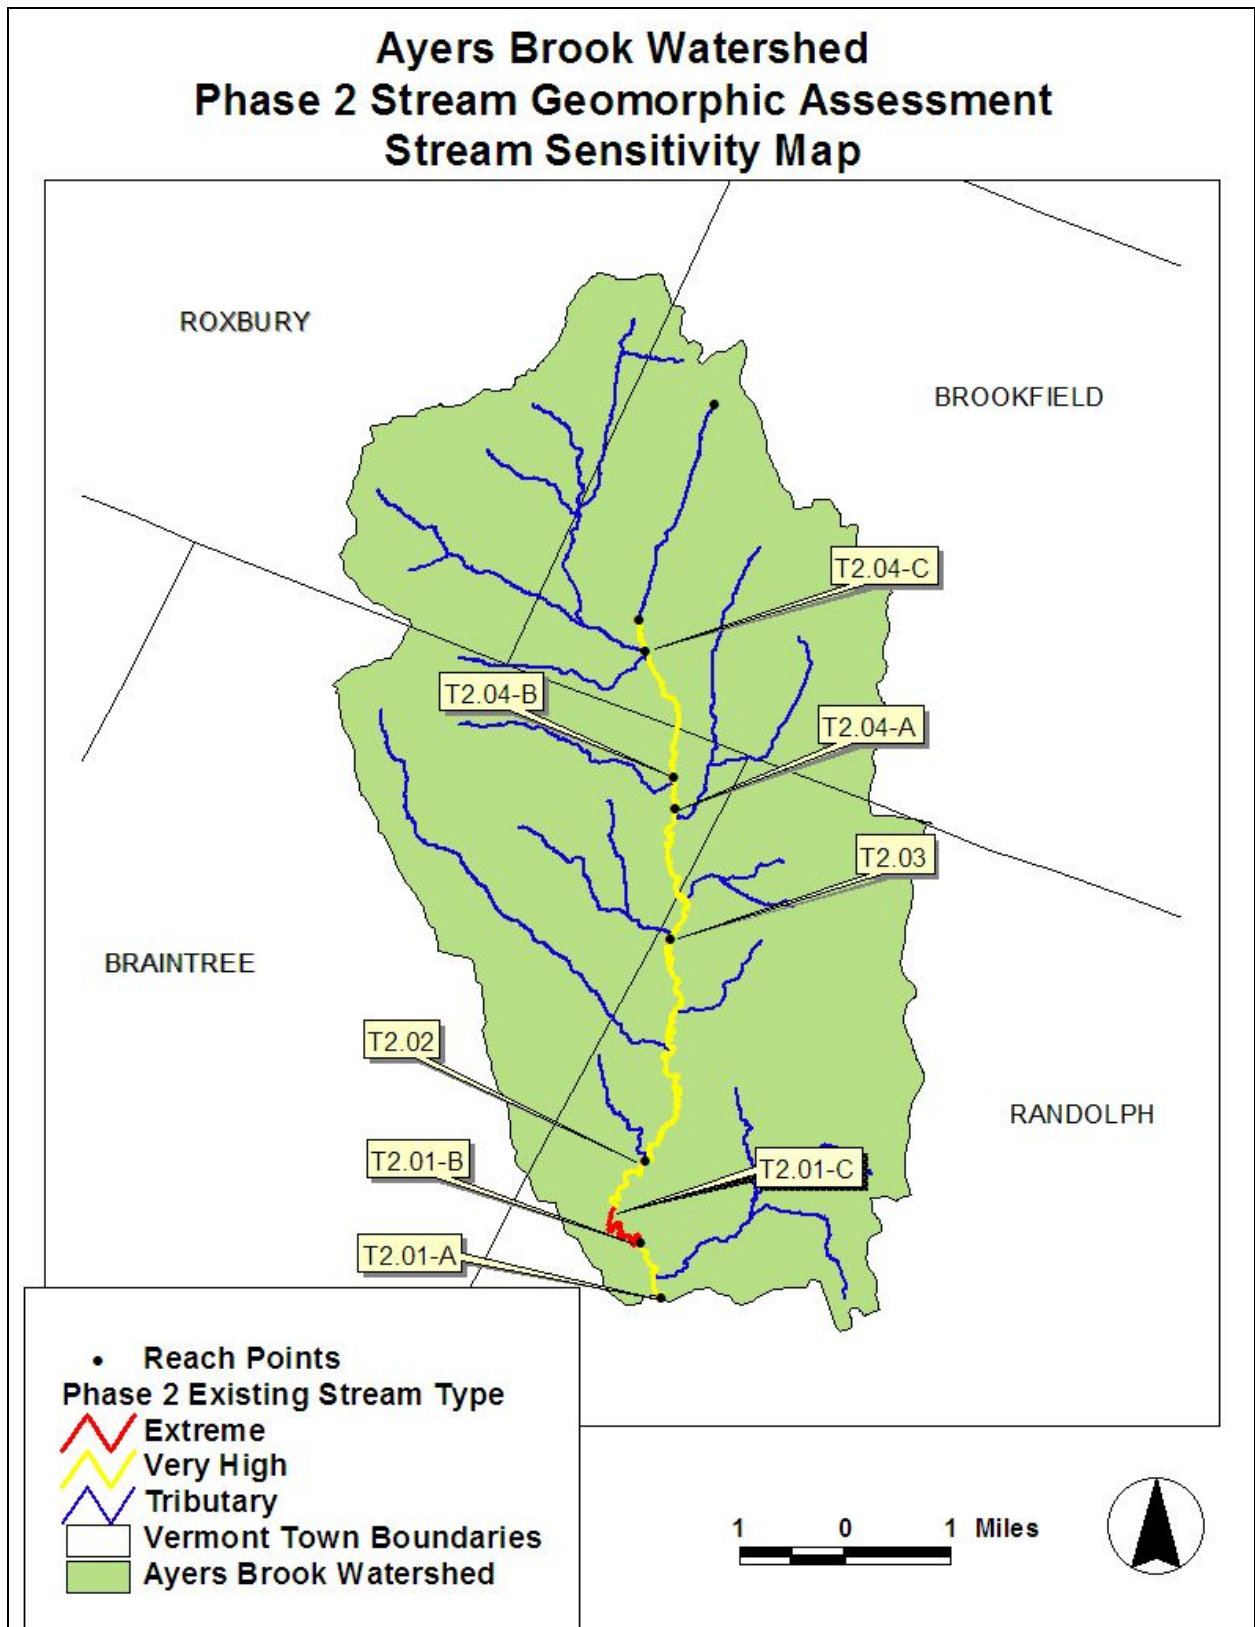 Ayers Brook Watershed
Phase 2 Stream Geomorphic Assessment
Stream Sensitivity Map
ROXBURY
BROOKFIELD
T2.04-C
T2.04-B
T2.04-A
T2.03
BRAINTREE
T2.02
RANDOLPH
T2.01-B
T2.01-C
T2.01-A
Reach Points
Phase 2 Existing Stream Type
Extreme
Very High
Tributary
Vermont Town Boundaries
Ayers Brook Watershed
1 0 1 Miles